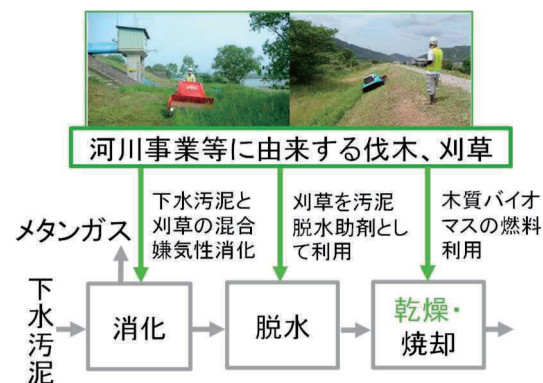 河川事業等に由来する伐木、刈草
下水汚泥と
刈草の混合
嫌気性消化
刈草を汚泥
脱水助剤とし
て利用
木質バイオ
マスの燃料
利用
メタンガス
下水汚泥
消化
脱水
乾燥・
焼却